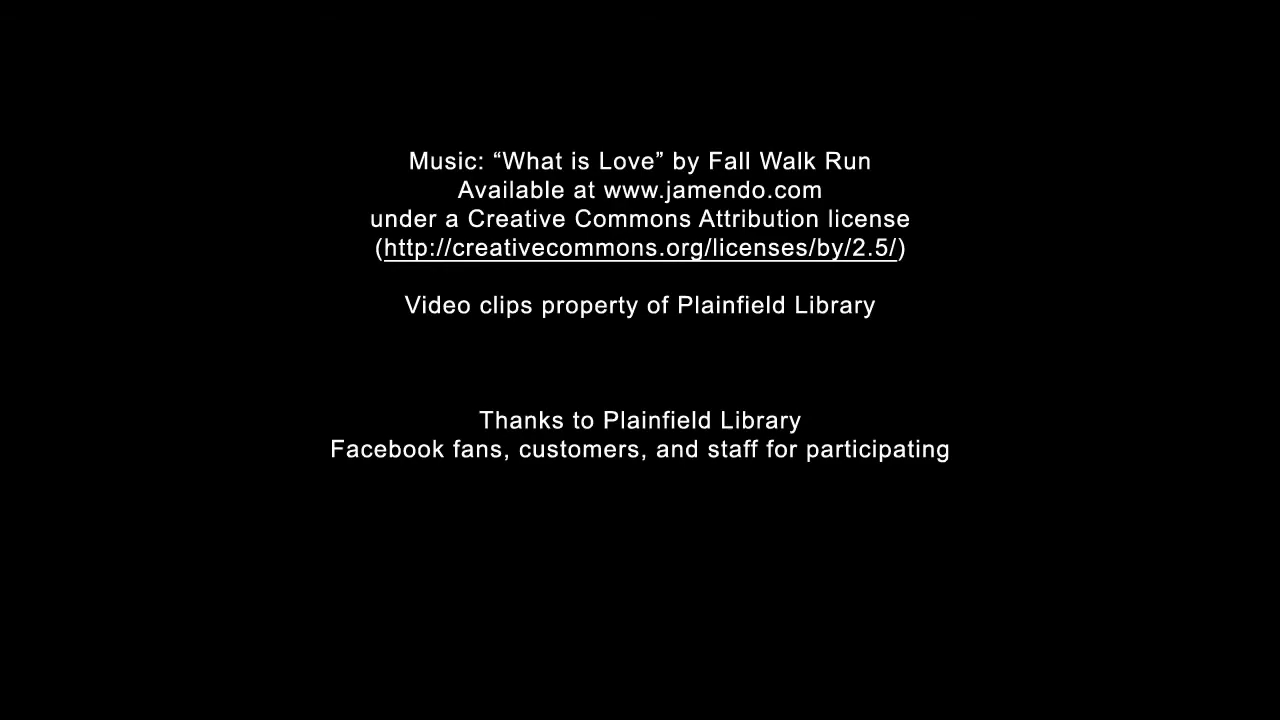 Music: “What is Love” by Fall Walk Run
Available at www.jamendo.com
under a Creative Commons Attribution license
(http://creativecommons.org/licenses/by/2.5/)
Video clips property of Plainfield Library
Thanks to Plainfield Library
Facebook fans, customers, and staff for participating